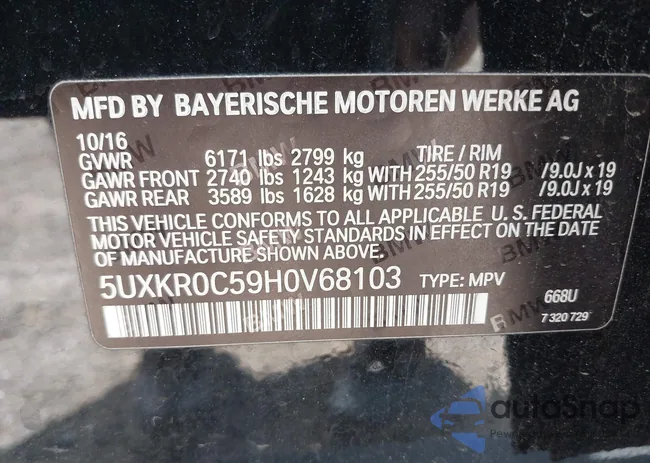 MFD BY BAYERISCHE MOTOREN WERKE AG
10/16
GVWR 6171 lbs 2799 kg TIRE / RIM
GAWR FRONT 2740 lbs 1243 kg WITH 255/50 R19 /9.0J x 19
GAWR REAR 3589 lbs 1628 kg WITH 255/50 R19 /9.0J x 19
THIS VEHICLE CONFORMS TO ALL APPLICABLE U. S. FEDERAL
MOTOR VEHICLE SAFETY STANDARDS IN EFFECT ON THE DATE
OF MANUFACTURE SHOWN ABOVE.
5UXKR0C59H0V68103 TYPE: MPV
668U
7 320 729
autoSnap